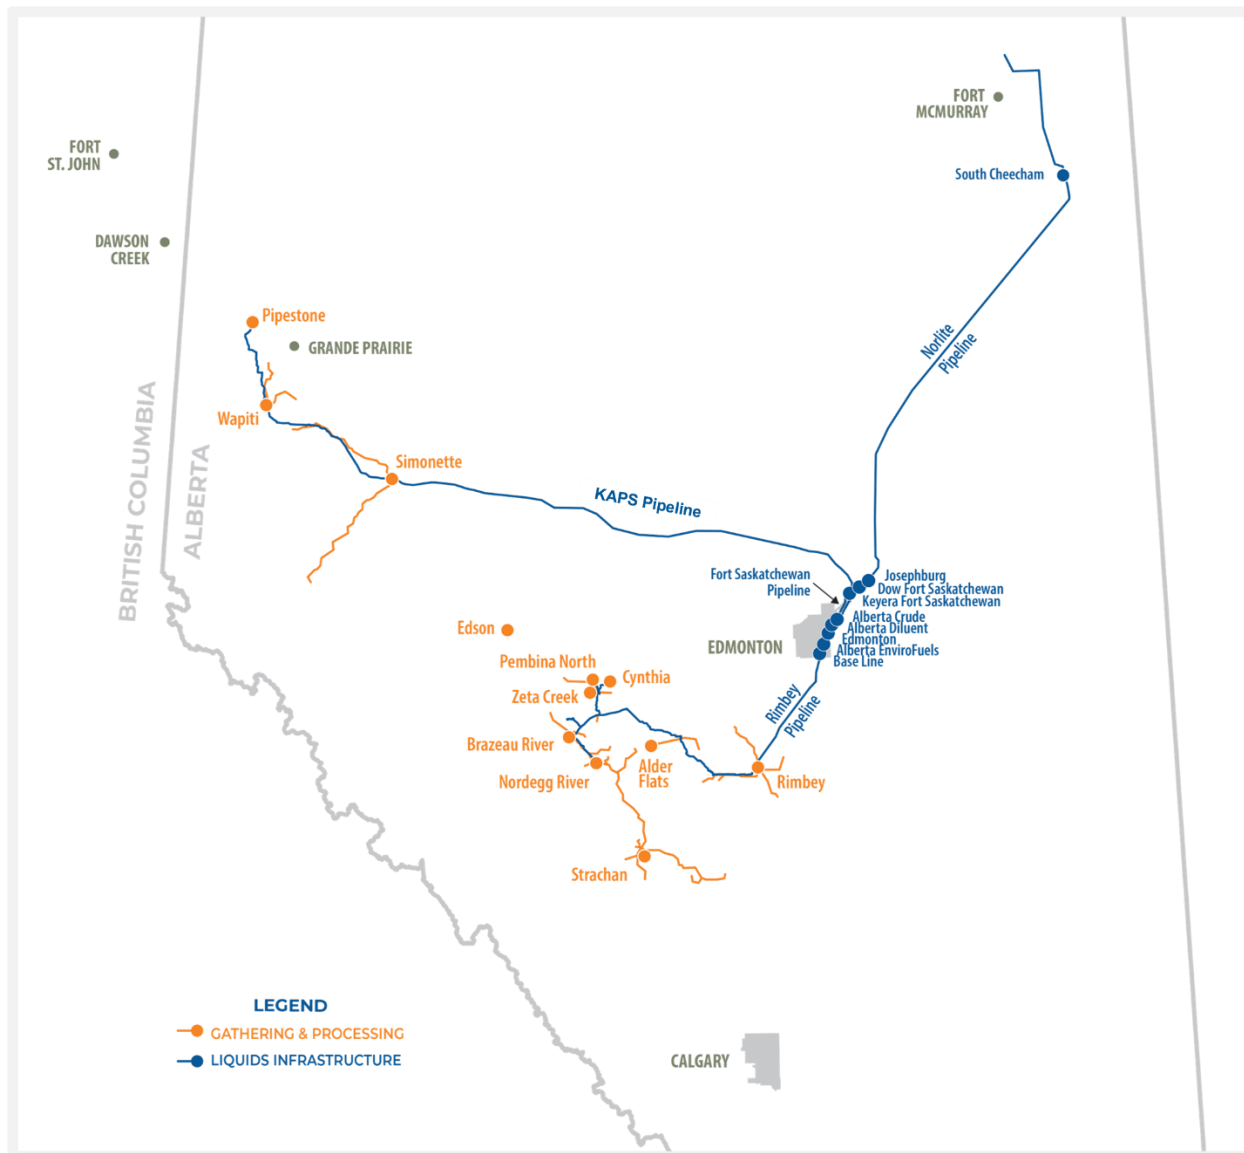 FORT
MCMURRAY
FORT
ST. JOHN
South Cheecham
DAWSON
CREEK
Pipestone
GRANDE PRAIRIE
Norlite
Pipeline
Wapiti
BRITISH COLUMBIA
ALBERTA
Simonette
KAPS Pipeline
Fort Saskatchewan
Pipeline
Josephburg
Dow Fort Saskatchewan
Keyera Fort Saskatchewan
Alberta Crude
Alberta Diluent
Edmonton
Alberta EnviroFuels
Base Line
EDMONTON
Edson
Pembina North
Cynthia
Zeta Creek
Rimbey
Pipeline
Brazeau River
Alder
Flats
Nordegg River
Rimbey
Strachan
LEGEND
GATHERING & PROCESSING
LIQUIDS INFRASTRUCTURE
CALGARY